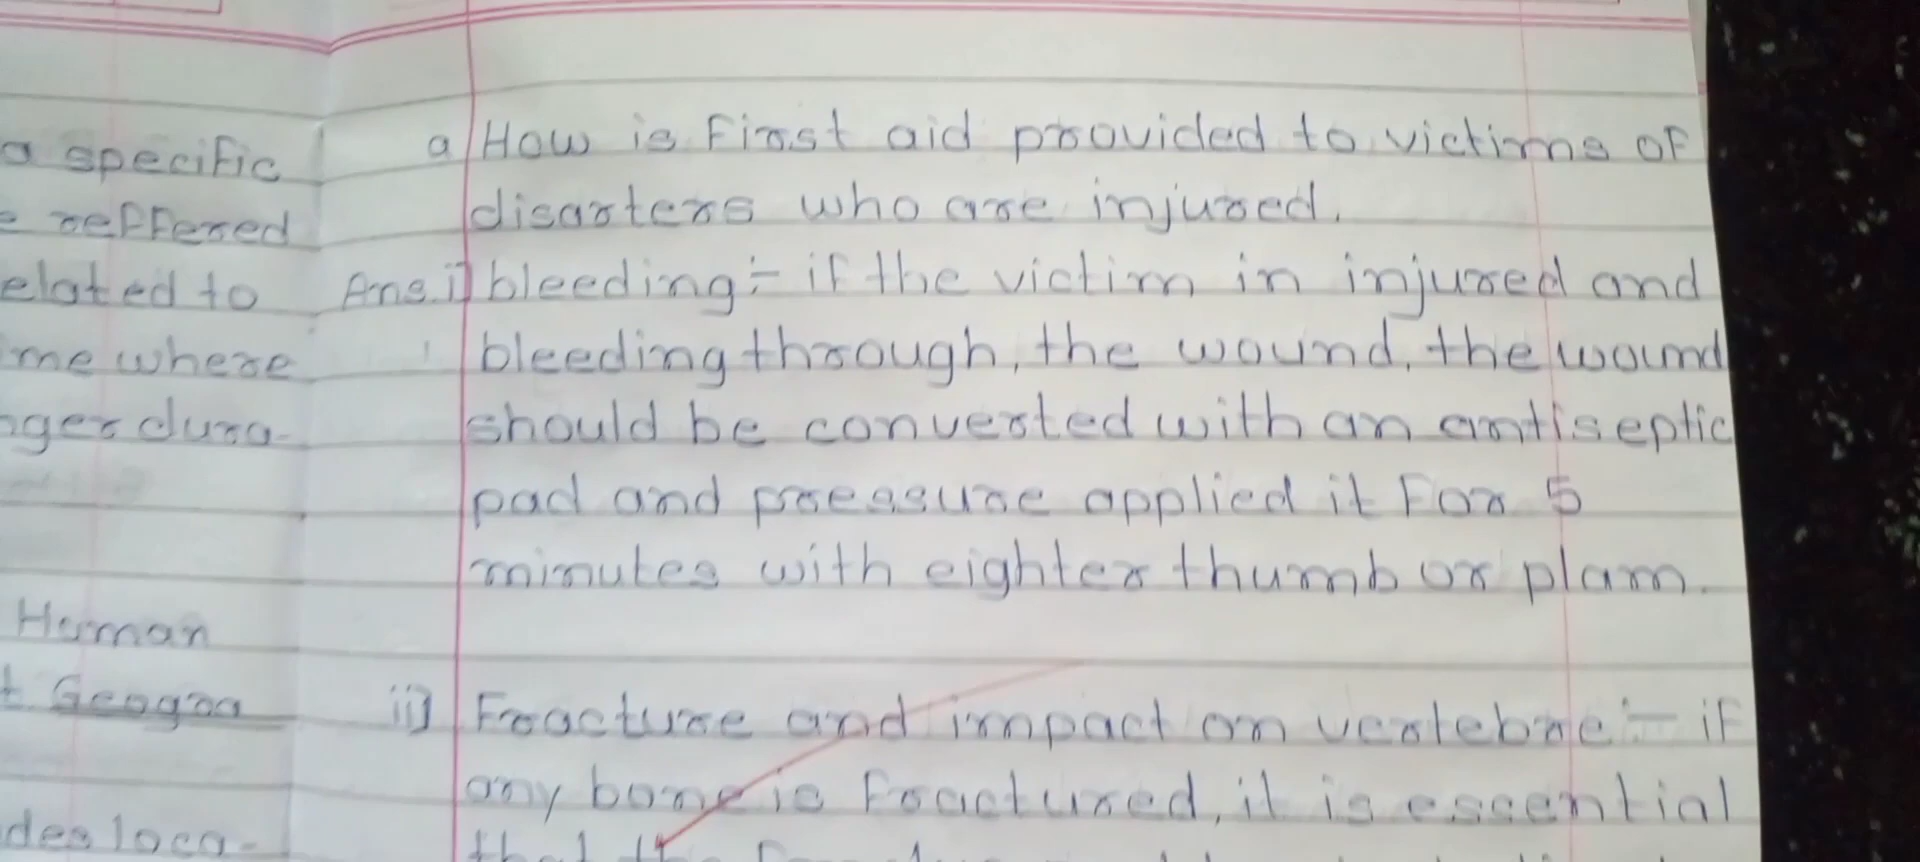 a specific
reffered
elated to
me where
ger dura-
Human
Geogra
des loca-
a How is First aid provided to victims of
disarters who are injured.
Ans. i) bleeding :- if the victim in injured and
bleeding through, the wound, the wound
should be converted with an antiseptic
pad and preessure applied it For 5
minutes with eighter thumb or plam.
ii) Fracture and impact on vertebre :- if
any bone is Fractured, it is essential